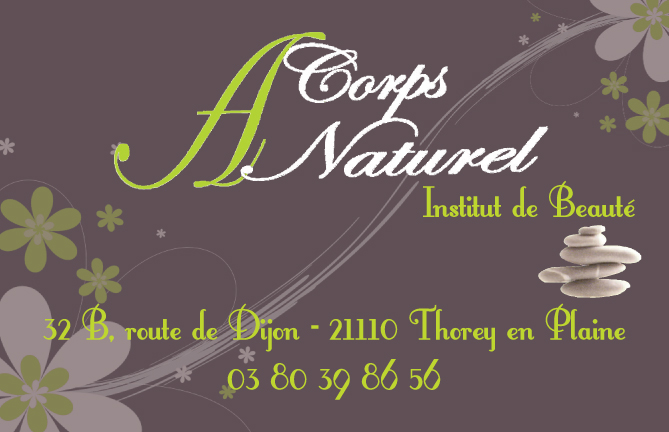 A Corps
Naturel
Institut de Beauté
32 B, route de Dijon - 21110 Thorey en Plaine
03 80 39 86 56